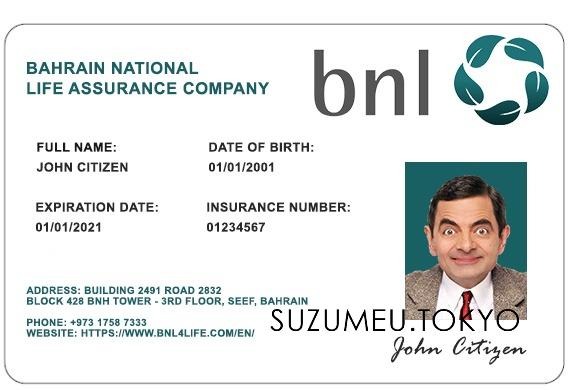 BAHRAIN NATIONAL
LIFE ASSURANCE COMPANY
bnl
FULL NAME:
JOHN CITIZEN
DATE OF BIRTH:
01/01/2001
EXPIRATION DATE:
01/01/2021
INSURANCE NUMBER:
01234567
ADDRESS: BUILDING 2491 ROAD 2832
BLOCK 428 BNH TOWER - 3RD FLOOR, SEEF, BAHRAIN
PHONE: +973 1758 7333
WEBSITE: HTTPS://WWW.BNL4LIFE.COM/EN/
SUZUMEU.TOKYO
John Citizen